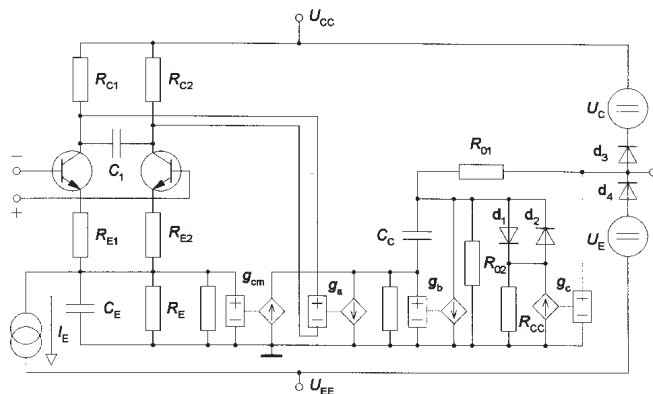 U_CC
R_C1
R_C2
U_C
R_01
d_3
−
C_1
+
d_4
R_E1
R_E2
C_C
d_1
d_2
U_E
R_02
g_cm
g_a
g_b
g_c
I_E
C_E
R_E
R_CC
U_EE